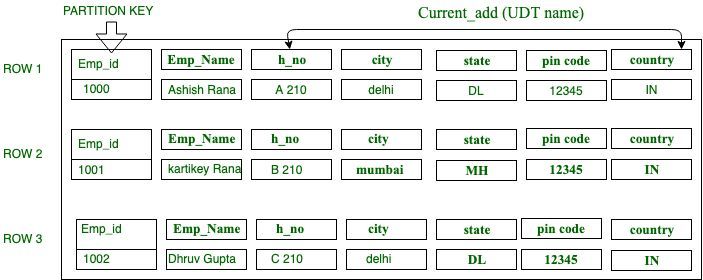 PARTITION KEY Current_add (UDT name)
ROW 1 Emp_id Emp_Name h_no city state pin code country
1000 Ashish Rana A 210 delhi DL 12345 IN
ROW 2 Emp_id Emp_Name h_no city state pin code country
1001 kartikey Rana B 210 mumbai MH 12345 IN
ROW 3 Emp_id Emp_Name h_no city state pin code country
1002 Dhruv Gupta C 210 delhi DL 12345 IN